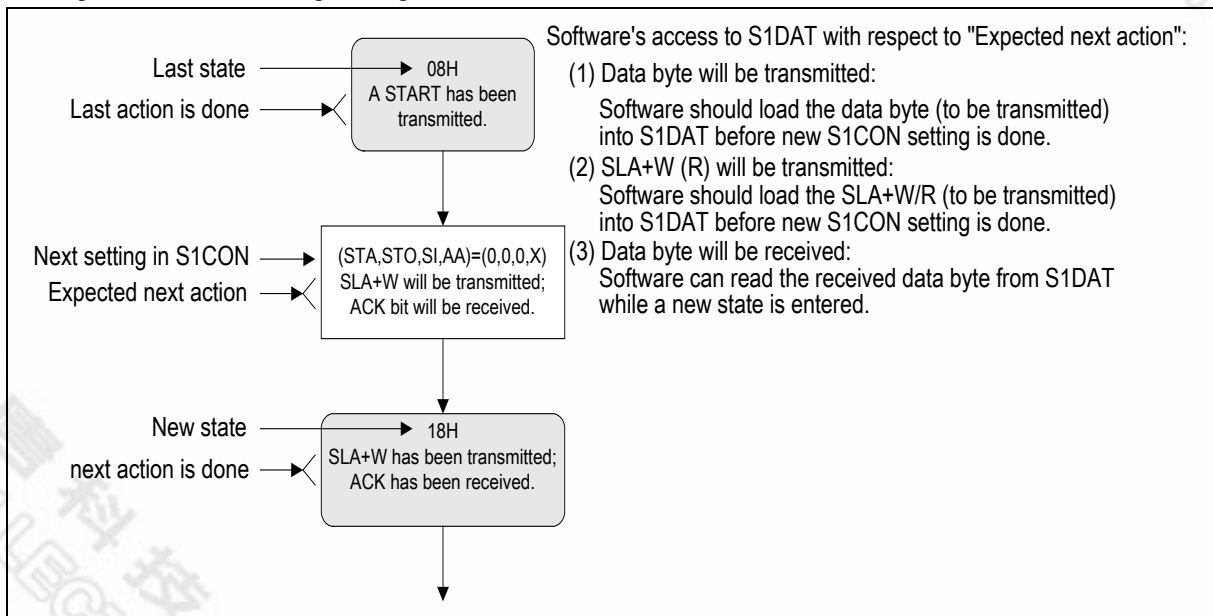 Last state
Last action is done
08H
A START has been
transmitted.
Next setting in S1CON
Expected next action
(STA,STO,SI,AA)=(0,0,0,X)
SLA+W will be transmitted;
ACK bit will be received.
New state
next action is done
18H
SLA+W has been transmitted;
ACK has been received.
Software's access to S1DAT with respect to "Expected next action":
(1) Data byte will be transmitted:
Software should load the data byte (to be transmitted)
into S1DAT before new S1CON setting is done.
(2) SLA+W (R) will be transmitted:
Software should load the SLA+W/R (to be transmitted)
into S1DAT before new S1CON setting is done.
(3) Data byte will be received:
Software can read the received data byte from S1DAT
while a new state is entered.